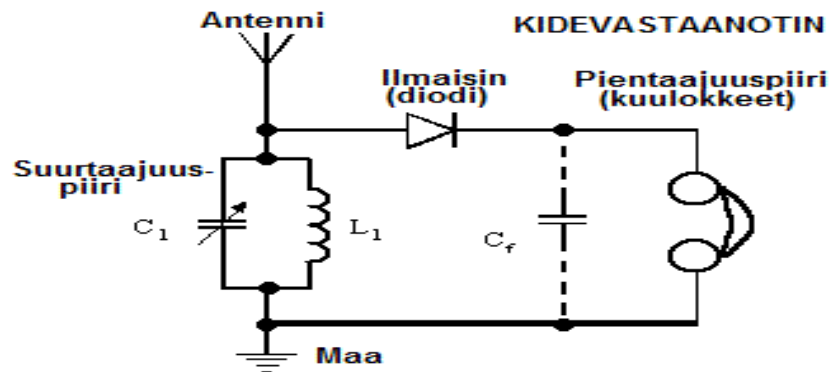 Antenni
KIDEVASTAANOTIN
Ilmaisin
(diodi)
Pientaajuuspiiri
(kuulokkeet)
Suurtaajuus-
piiri
C1
L1
Cf
Maa